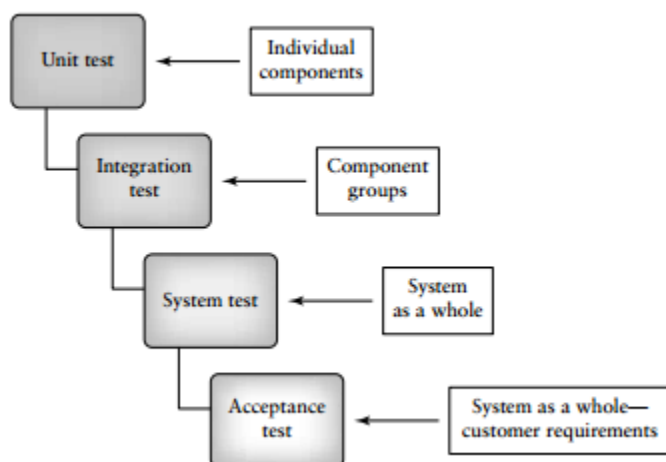 Unit test
Individual
components
Integration
test
Component
groups
System test
System
as a whole
Acceptance
test
System as a whole—
customer requirements